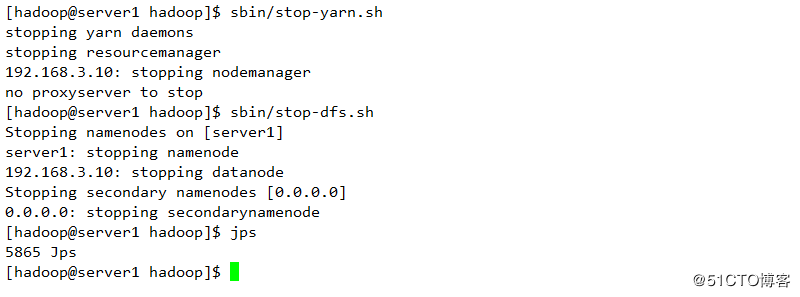 [hadoop@server1 hadoop]$ sbin/stop-yarn.sh
stopping yarn daemons
stopping resourcemanager
192.168.3.10: stopping nodemanager
no proxyserver to stop
[hadoop@server1 hadoop]$ sbin/stop-dfs.sh
Stopping namenodes on [server1]
server1: stopping namenode
192.168.3.10: stopping datanode
Stopping secondary namenodes [0.0.0.0]
0.0.0.0: stopping secondarynamenode
[hadoop@server1 hadoop]$ jps
5865 Jps
[hadoop@server1 hadoop]$
@51CTO博客